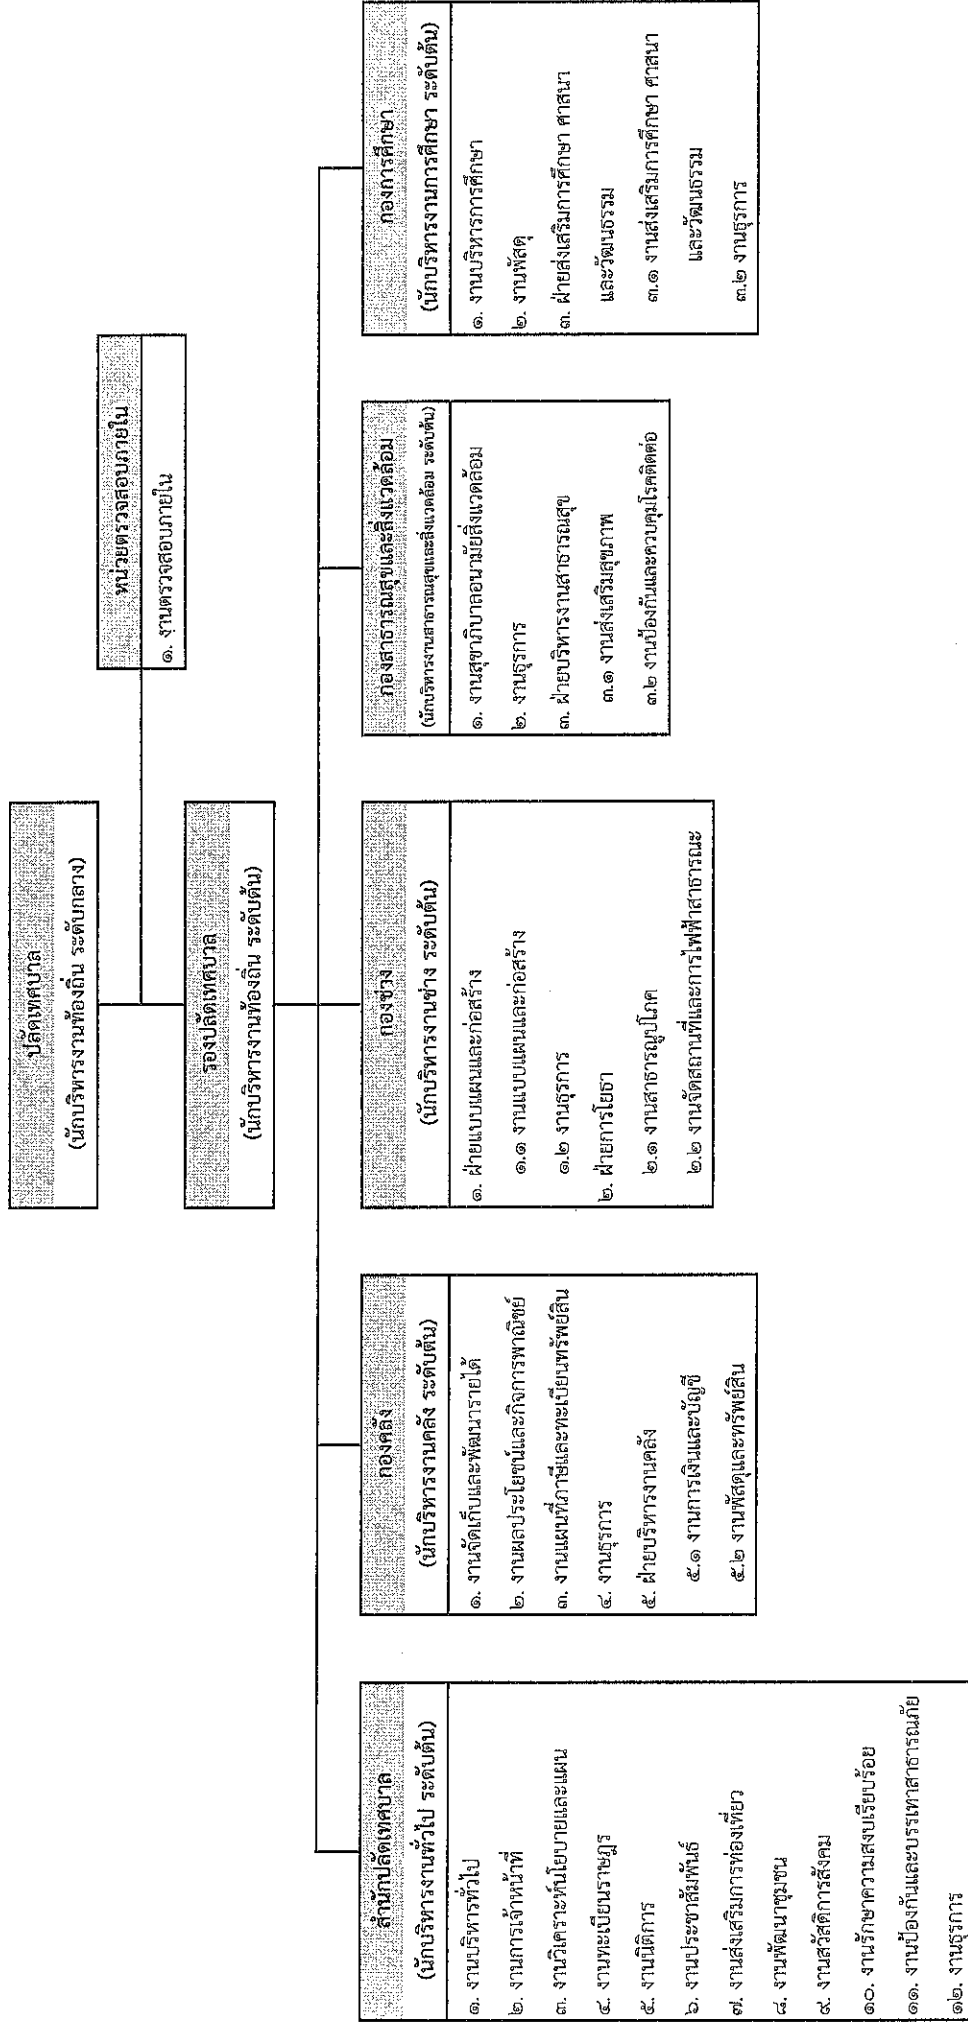 ปลัดเทศบาล
(นักบริหารงานท้องถิ่น ระดับกลาง)
หน่วยตรวจสอบภายใน
๑. งานตรวจสอบภายใน
รองปลัดเทศบาล
(นักบริหารงานท้องถิ่น ระดับต้น)
สำนักปลัดเทศบาล
(นักบริหารงานทั่วไป ระดับต้น)
๑. งานบริหารทั่วไป
๒. งานการเจ้าหน้าที่
๓. งานวิเคราะห์นโยบายและแผน
๔. งานทะเบียนราษฎร
๕. งานนิติการ
๖. งานประชาสัมพันธ์
๗. งานส่งเสริมการท่องเที่ยว
๘. งานพัฒนาชุมชน
๙. งานสวัสดิการสังคม
๑๐. งานรักษาความสงบเรียบร้อย
๑๑. งานป้องกันและบรรเทาสาธารณภัย
๑๒. งานธุรการ
กองคลัง
(นักบริหารงานคลัง ระดับต้น)
๑. งานจัดเก็บและพัฒนารายได้
๒. งานผลประโยชน์และกิจการพาณิชย์
๓. งานแผนที่ภาษีและทะเบียนทรัพย์สิน
๔. งานธุรการ
๕. ฝ่ายบริหารงานคลัง
๕.๑ งานการเงินและบัญชี
๕.๒ งานพัสดุและทรัพย์สิน
กองช่าง
(นักบริหารงานช่าง ระดับต้น)
๑. ฝ่ายแบบแผนและก่อสร้าง
๑.๑ งานแบบแผนและก่อสร้าง
๑.๒ งานธุรการ
๒. ฝ่ายการโยธา
๒.๑ งานสาธารณูปโภค
๒.๒ งานจัดสถานที่และการไฟฟ้าสาธารณะ
กองสาธารณสุขและสิ่งแวดล้อม
(นักบริหารงานสาธารณสุขและสิ่งแวดล้อม ระดับต้น)
๑. งานสุขาภิบาลอนามัยสิ่งแวดล้อม
๒. งานธุรการ
๓. ฝ่ายบริหารงานสาธารณสุข
๓.๑ งานส่งเสริมสุขภาพ
๓.๒ งานป้องกันและควบคุมโรคติดต่อ
กองการศึกษา
(นักบริหารงานการศึกษา ระดับต้น)
๑. งานบริหารการศึกษา
๒. งานพัสดุ
๓. ฝ่ายส่งเสริมการศึกษา ศาสนา
และวัฒนธรรม
๓.๑ งานส่งเสริมการศึกษา ศาสนา
และวัฒนธรรม
๓.๒ งานธุรการ